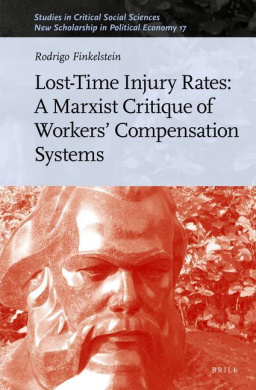 Studies in Critical Social Sciences
New Scholarship in Political Economy 17
Rodrigo Finkelstein
Lost-Time Injury Rates:
A Marxist Critique of
Workers’ Compensation
Systems
BRILL